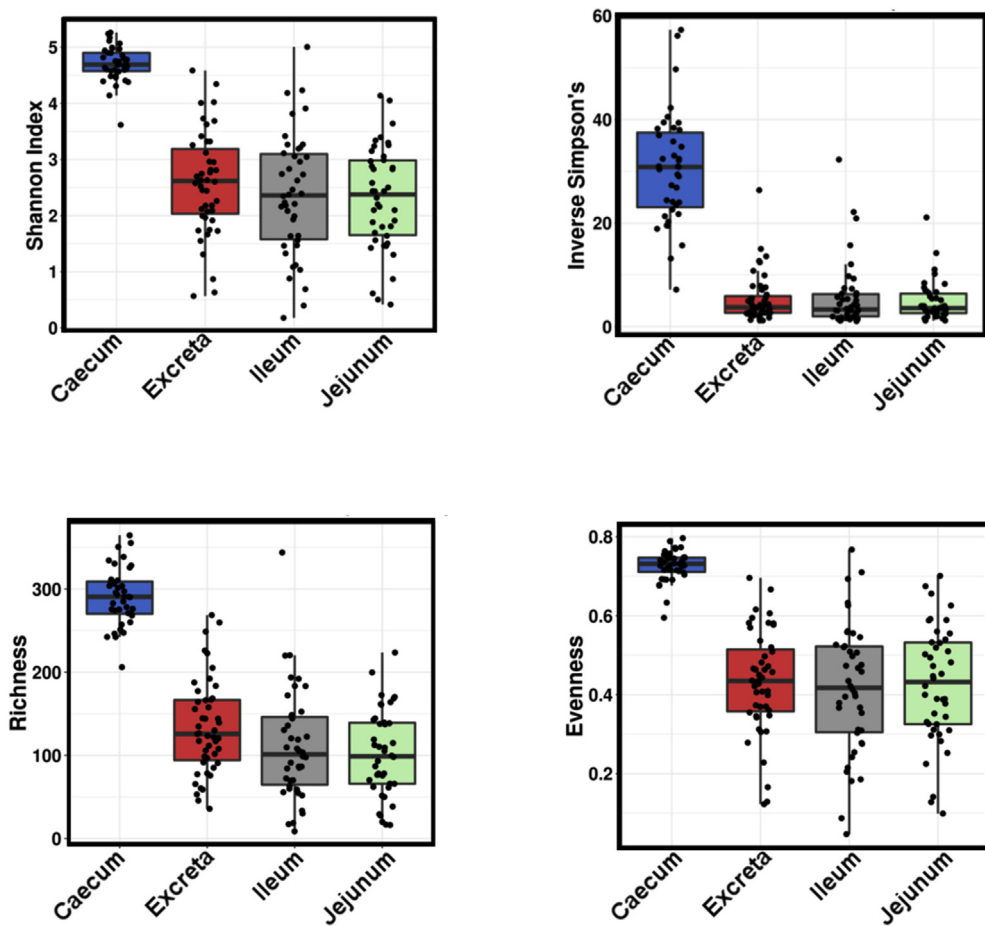 Shannon Index
5
4
3
2
1
0
Caecum
Excreta
Ileum
Jejunum
Inverse Simpson's
60
40
20
0
Caecum
Excreta
Ileum
Jejunum
Richness
300
200
100
0
Caecum
Excreta
Ileum
Jejunum
Evenness
0.8
0.6
0.4
0.2
Caecum
Excreta
Ileum
Jejunum